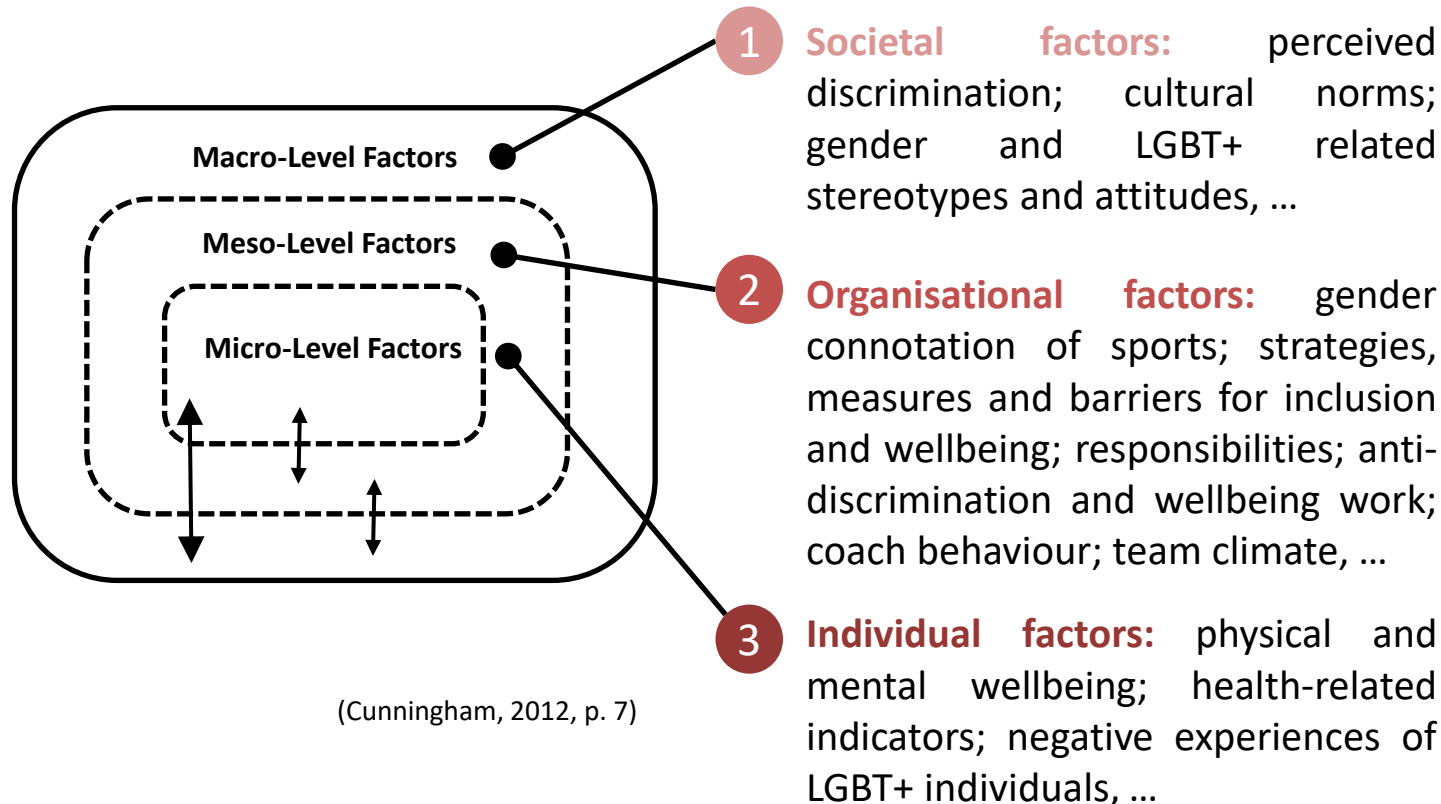 Macro-Level Factors
Meso-Level Factors
Micro-Level Factors
(Cunningham, 2012, p. 7)
1
Societal factors: perceived
discrimination; cultural norms;
gender and LGBT+ related
stereotypes and attitudes, …
2
Organisational factors: gender
connotation of sports; strategies,
measures and barriers for inclusion
and wellbeing; responsibilities; anti-
discrimination and wellbeing work;
coach behaviour; team climate, …
3
Individual factors: physical and
mental wellbeing; health-related
indicators; negative experiences of
LGBT+ individuals, …